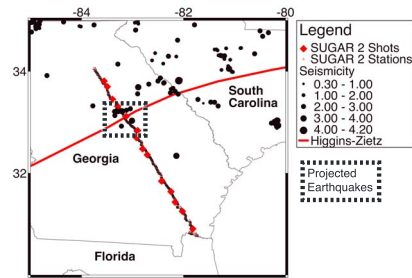 -84
-82
-80
34
32
South
Carolina
Georgia
Florida
Legend
SUGAR 2 Shots
SUGAR 2 Stations
Seismicity
0.30 - 1.00
1.00 - 2.00
2.00 - 3.00
3.00 - 4.00
4.00 - 4.20
Higgins-Zietz
Projected
Earthquakes